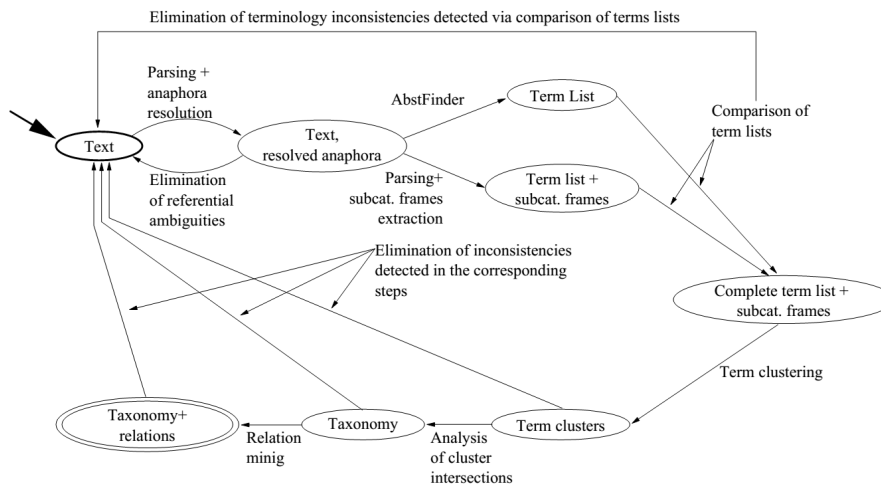 Elimination of terminology inconsistencies detected via comparison of terms lists
Parsing +
anaphora
resolution
AbstFinder
Term List
Comparison of
term lists
Text
Text,
resolved anaphora
Elimination
of referential
ambiguities
Parsing+
subcat. frames
extraction
Term list +
subcat. frames
Elimination of inconsistencies
detected in the corresponding
steps
Complete term list +
subcat. frames
Term clustering
Taxonomy+
relations
Relation
minig
Taxonomy
Analysis
of cluster
intersections
Term clusters